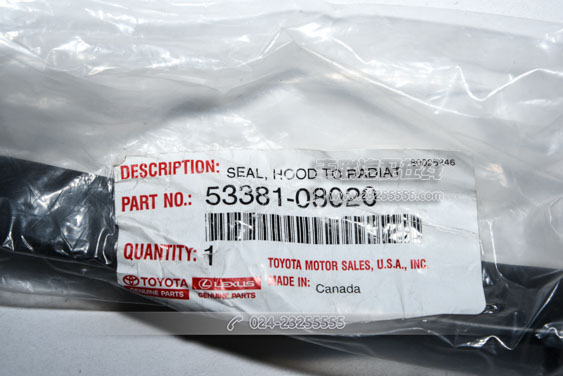 80025246
DESCRIPTION: SEAL, HOOD TO RADIAT
PART NO.: 53381-08020
QUANTITY: 1
TOYOTA MOTOR SALES, U.S.A., INC
MADE IN: Canada
TOYOTA LEXUS
GENUINE PARTS GENUINE PARTS
024-23255555